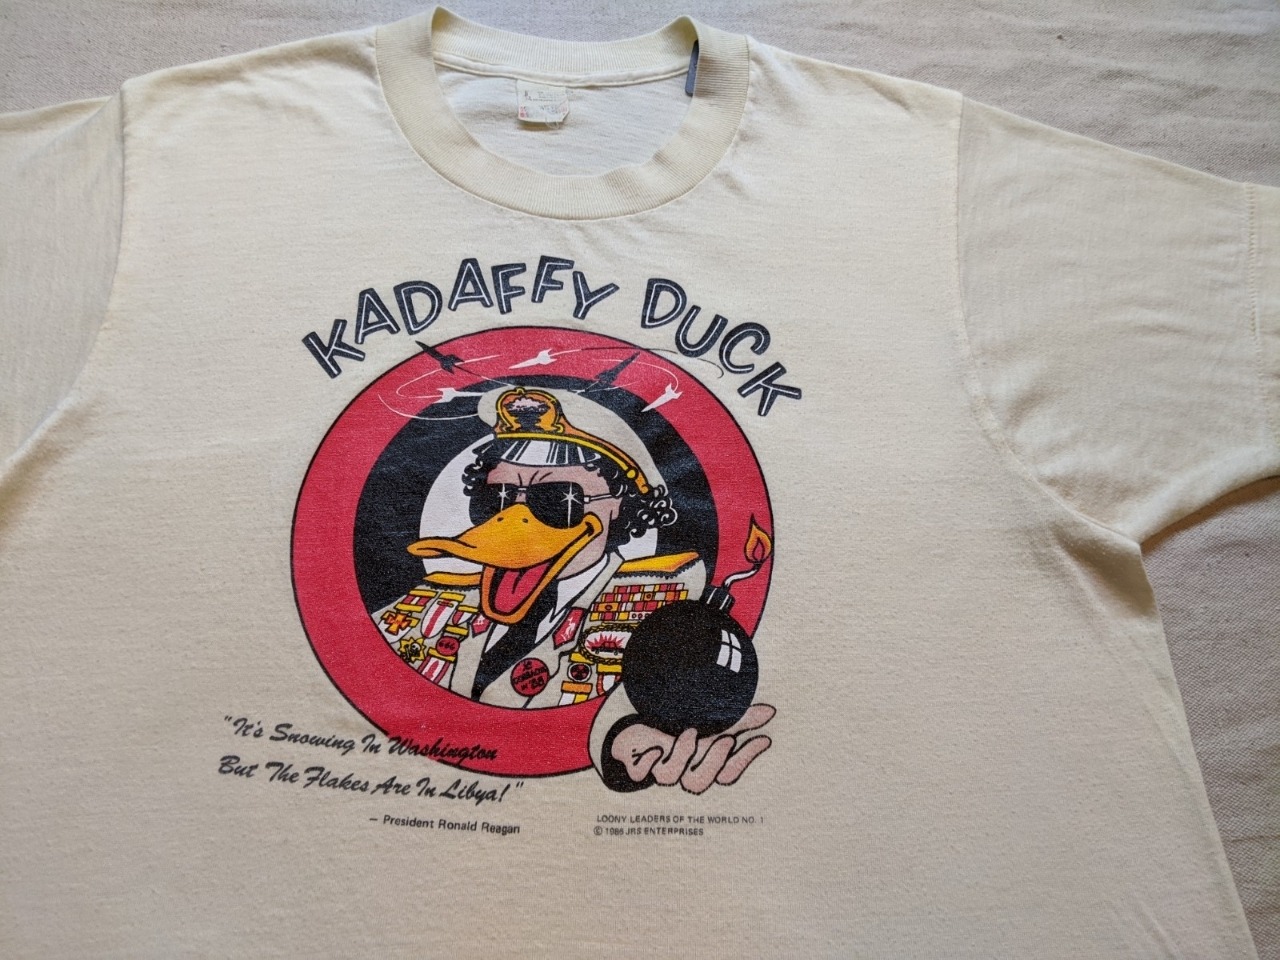 KADAFFY DUCK
"It's Snowing In Washington
But The Flakes Are In Libya!"
— President Ronald Reagan
LOONY LEADERS OF THE WORLD NO. 1
© 1986 JRS ENTERPRISES
666